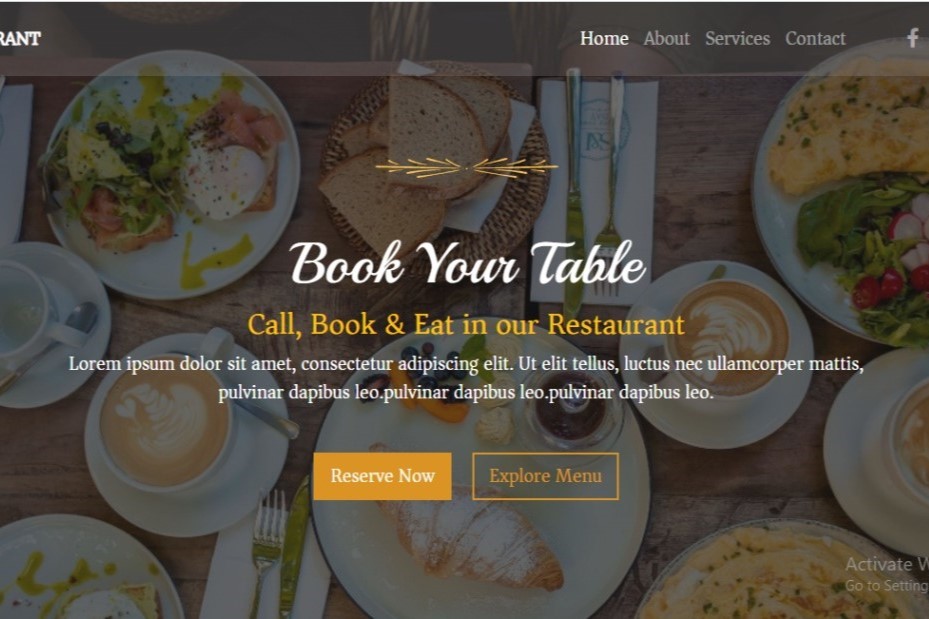 RANT
Home About Services Contact
Book Your Table
Call, Book & Eat in our Restaurant
Lorem ipsum dolor sit amet, consectetur adipiscing elit. Ut elit tellus, luctus nec ullamcorper mattis,
pulvinar dapibus leo.pulvinar dapibus leo.pulvinar dapibus leo.
Reserve Now Explore Menu
Activate W
Go to Setting